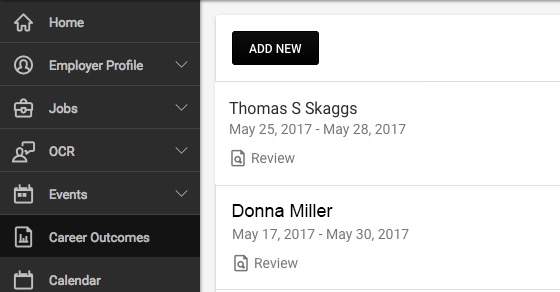 Home
Employer Profile
Jobs
OCR
Events
Career Outcomes
Calendar
ADD NEW
Thomas S Skaggs
May 25, 2017 - May 28, 2017
Review
Donna Miller
May 17, 2017 - May 30, 2017
Review